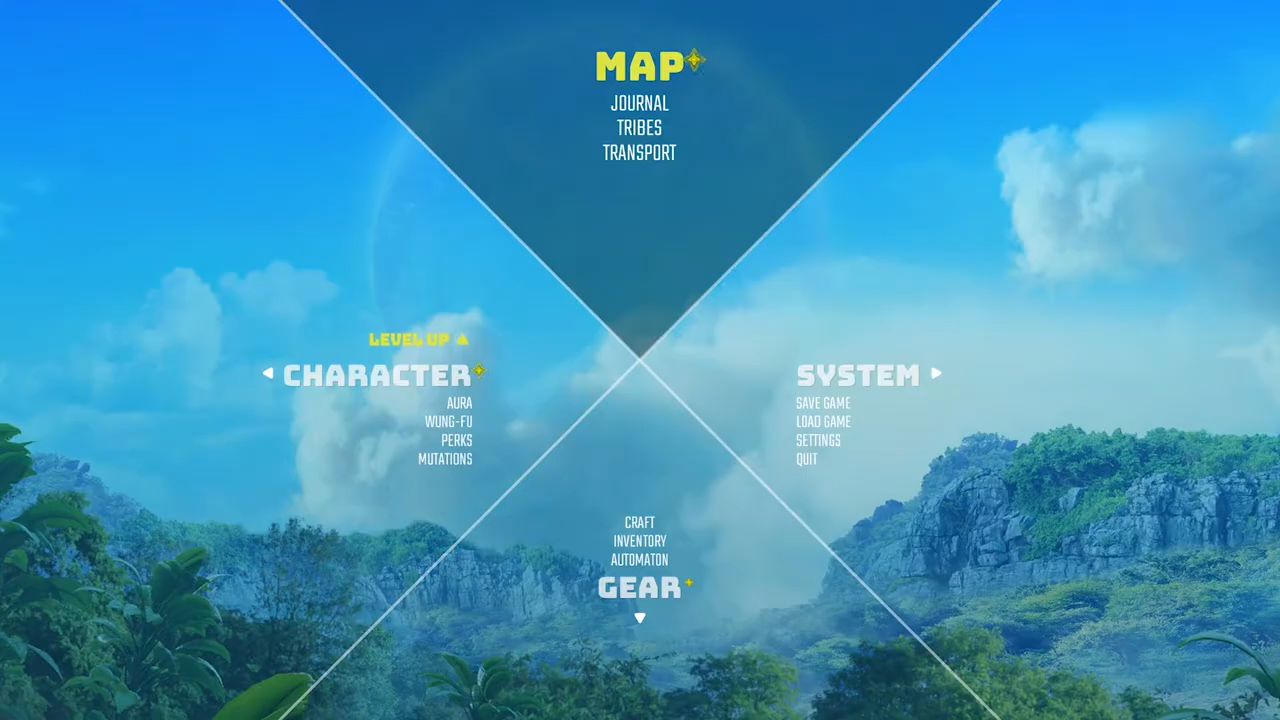 MAP
JOURNAL
TRIBES
TRANSPORT
LEVEL UP
CHARACTER
AURA
WUNG-FU
PERKS
MUTATIONS
SYSTEM
SAVE GAME
LOAD GAME
SETTINGS
QUIT
CRAFT
INVENTORY
AUTOMATON
GEAR